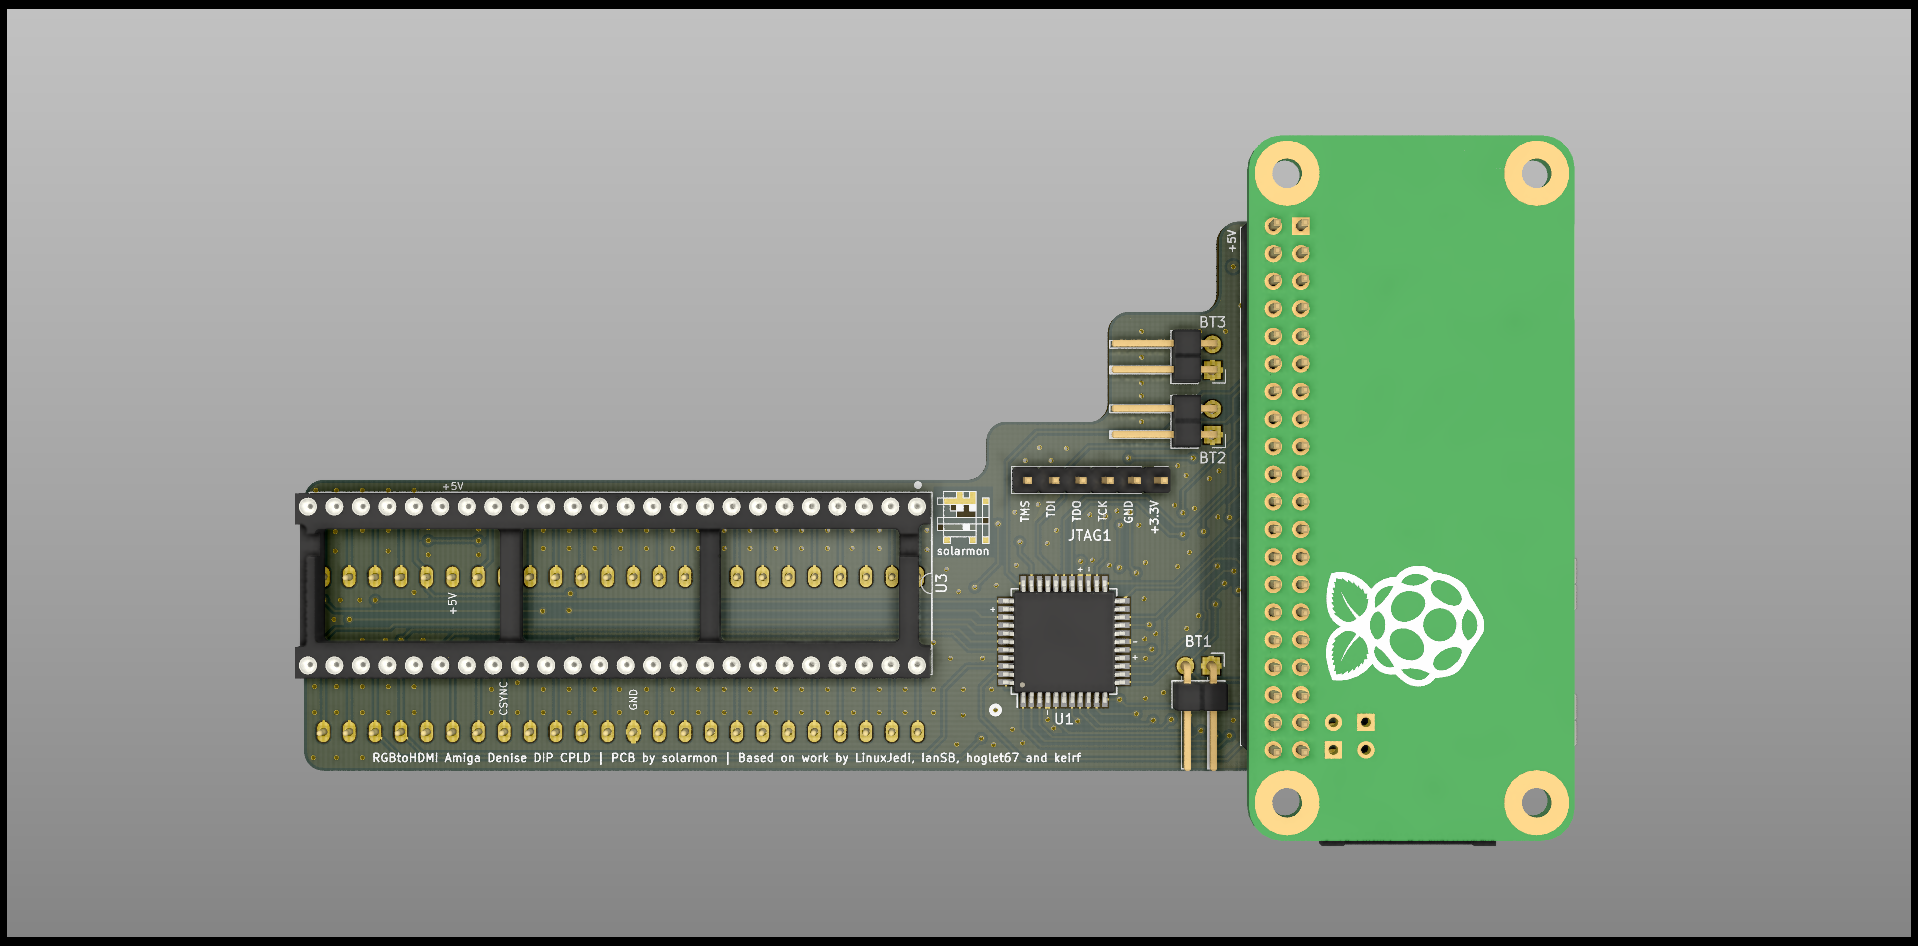 +5V
BT3
BT2
+5V
TMS
TDI
TDO
TCK
GND
+3.3V
JTAG1
solarmon
U3
+5V
BT1
CSYNC
GND
U1
RGBtoHDMI Amiga Denise DIP CPLD | PCB by solarmon | Based on work by LinuxJedi, IanSB, hoglet67 and keirf